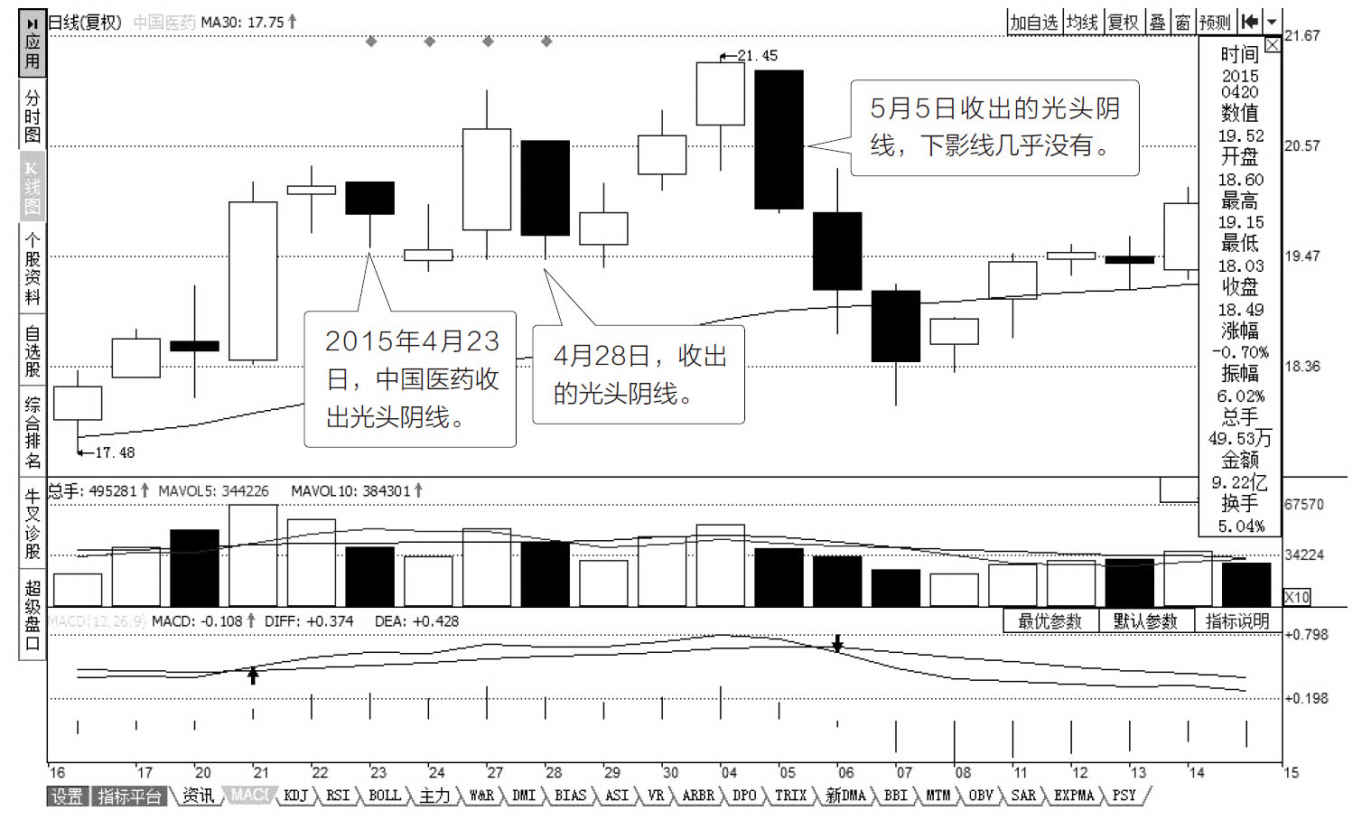 日线(复权) 中国医药 MA30: 17.75↑
加自选 均线 复权 叠 窗 预测
应用
分时图
K线图
个股资料
自选股
综合排名
牛叉诊股
超级盘口
21.67
20.57
19.47
18.36
←21.45
←17.48
5月5日收出的光头阴
线，下影线几乎没有。
2015年4月23
日，中国医药收
出光头阴线。
4月28日，收出
的光头阴线。
时间
2015
0420
数值
19.52
开盘
18.60
最高
19.15
最低
18.03
收盘
18.49
涨幅
-0.70%
振幅
6.02%
总手
49.53万
金额
9.22亿
换手
5.04%
总手: 495281↑ MAVOL5: 344226 MAVOL10: 384301↑
67570
34224
X10
MACD(12,26,9) MACD: -0.108↑ DIFF: +0.374 DEA: +0.428
最优参数 默认参数 指标说明
+0.798
+0.198
16 17 20 21 22 23 24 27 28 29 30 04 05 06 07 08 11 12 13 14 15
设置 指标平台 资讯 MACD KDJ RSI BOLL 主力 W&R DMI BIAS ASI VR ARBR DPO TRIX 新DMA BBI MTM OBV SAR EXPMA PSY